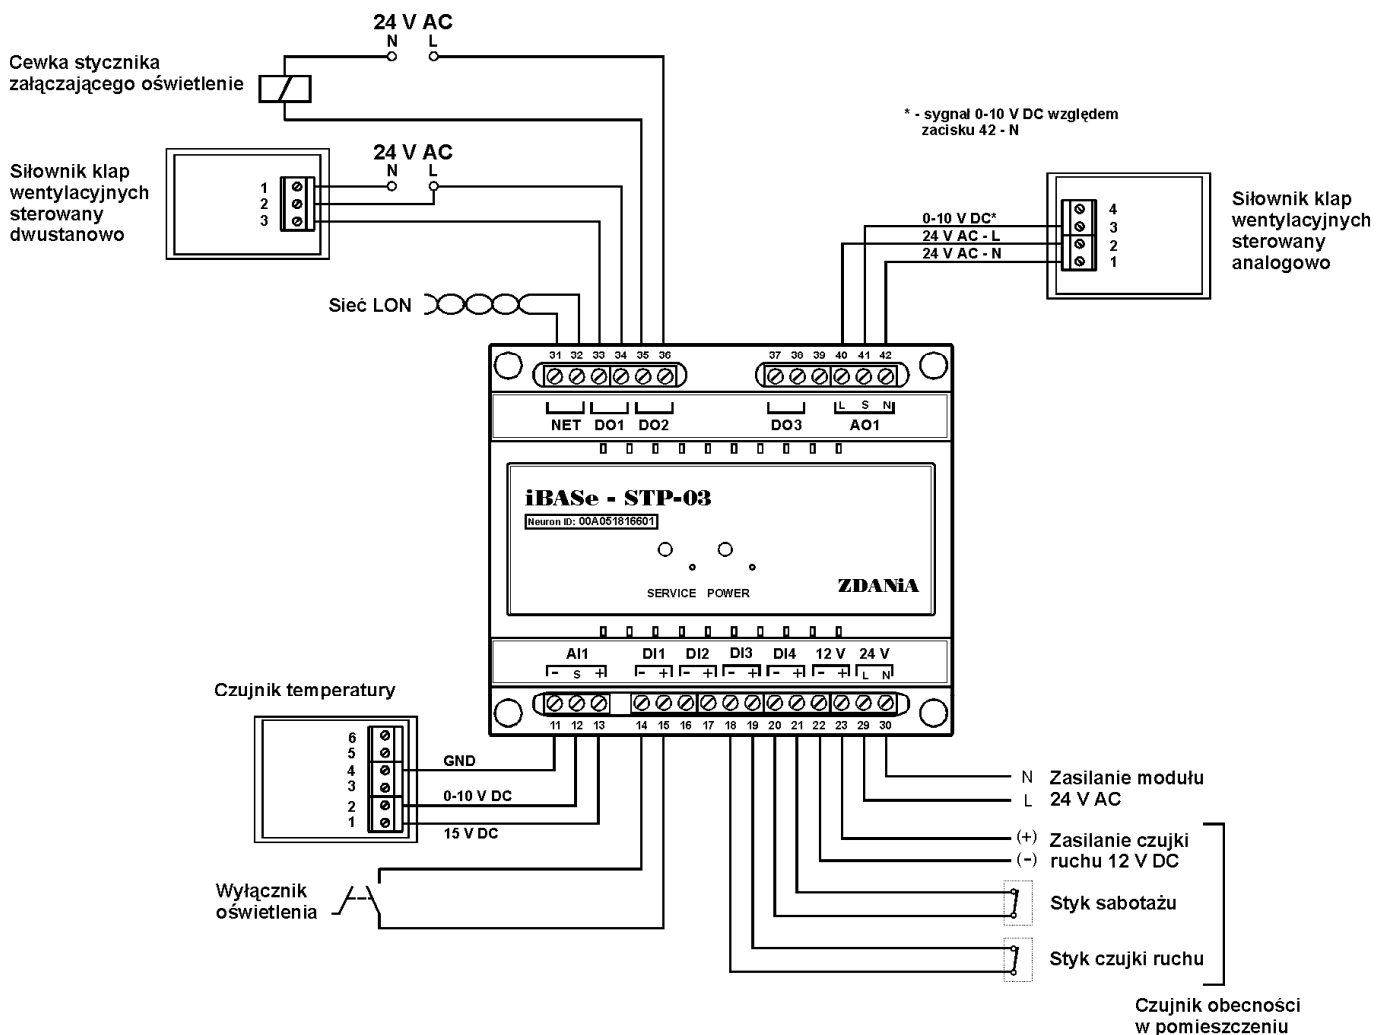 24 V AC
N L
Cewka stycznika
załączającego oświetlenie
* - sygnał 0-10 V DC względem
zacisku 42 - N
24 V AC
N L
Siłownik klap
wentylacyjnych
sterowany
dwustanowo
1
2
3
0-10 V DC*
24 V AC - L
24 V AC - N
4
3
2
1
Siłownik klap
wentylacyjnych
sterowany
analogowo
Sieć LON
31 32 33 34 35 36 37 38 39 40 41 42
L S N
NET DO1 DO2 DO3 AO1
iBASe - STP-03
Neuron ID: 00A051816601
SERVICE POWER
ZDANiA
AI1 DI1 DI2 DI3 DI4 12 V 24 V
- S + - + - + - + - + - + L N
11 12 13 14 15 16 17 18 19 20 21 22 23 29 30
Czujnik temperatury
6
5
4
3
2
1
GND
0-10 V DC
15 V DC
N Zasilanie modułu
L 24 V AC
(+) Zasilanie czujki
(-) ruchu 12 V DC
Wyłącznik
oświetlenia
Styk sabotażu
Styk czujki ruchu
Czujnik obecności
w pomieszczeniu